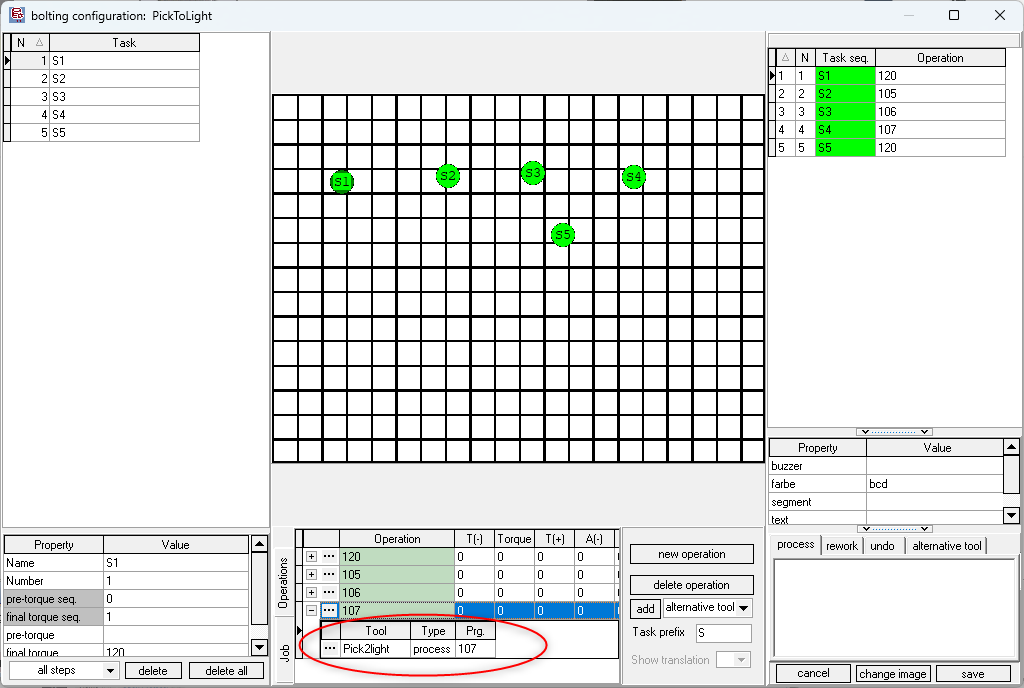 bolting configuration: PickToLight
N Task
1 S1
2 S2
3 S3
4 S4
5 S5
S1
S2
S3
S4
S5
N Task seq. Operation
1 1 S1 120
2 2 S2 105
3 3 S3 106
4 4 S4 107
5 5 S5 120
Property Value
buzzer
farbe bcd
segment
text
process rework undo alternative tool
cancel change image save
Property Value
Name S1
Number 1
pre-torque seq. 0
final torque seq. 1
pre-torque
final torque 120
all steps delete delete all
Operations
Job
Operation T(-) Torque T(+) A(-)
120 0 0 0 0
105 0 0 0 0
106 0 0 0 0
107 0 0 0 0
Tool Type Prg.
Pick2light process 107
new operation
delete operation
add alternative tool
Task prefix S
Show translation